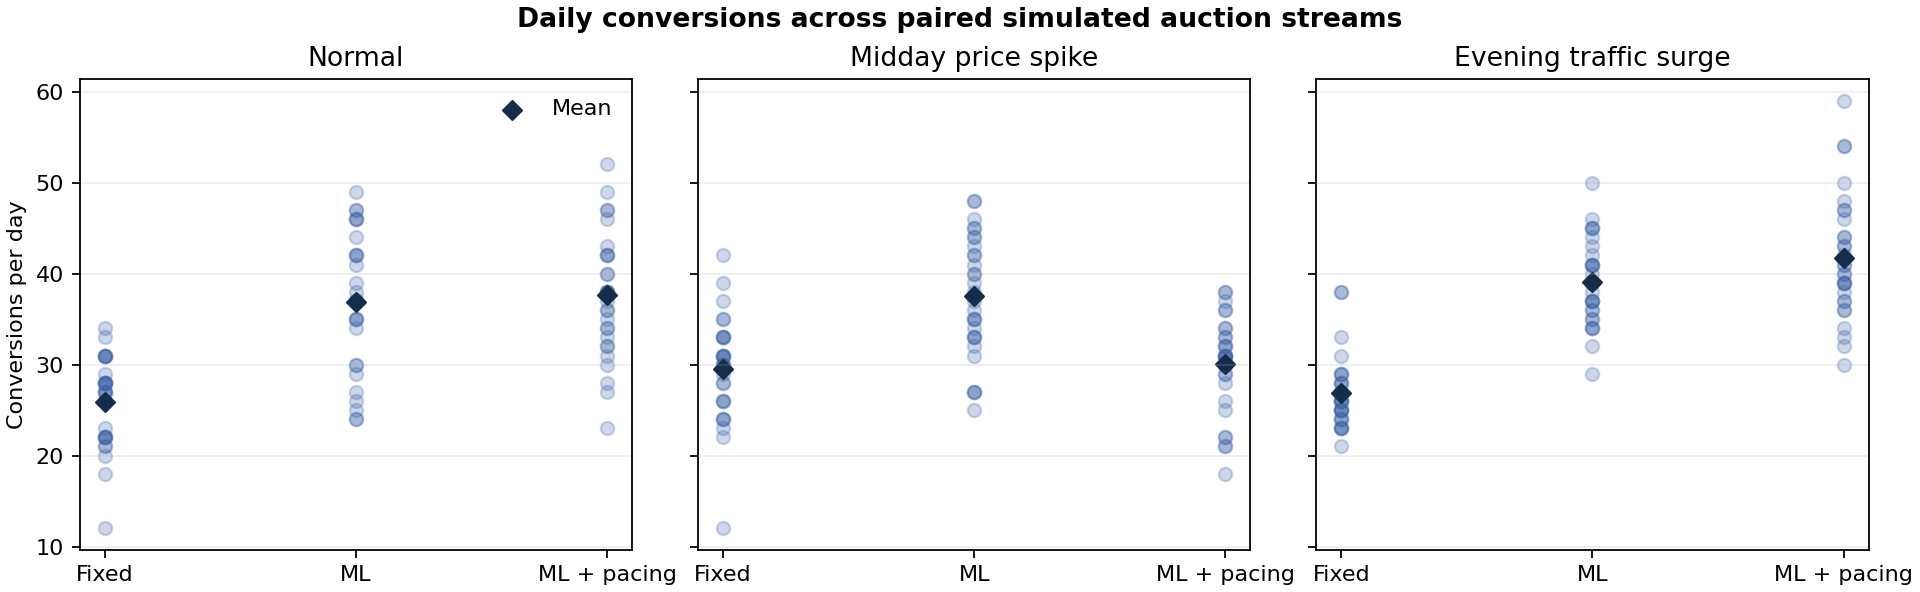 Daily conversions across paired simulated auction streams
Normal
Midday price spike
Evening traffic surge
Conversions per day
60
50
40
30
20
10
Mean
Fixed
ML
ML + pacing
Fixed
ML
ML + pacing
Fixed
ML
ML + pacing